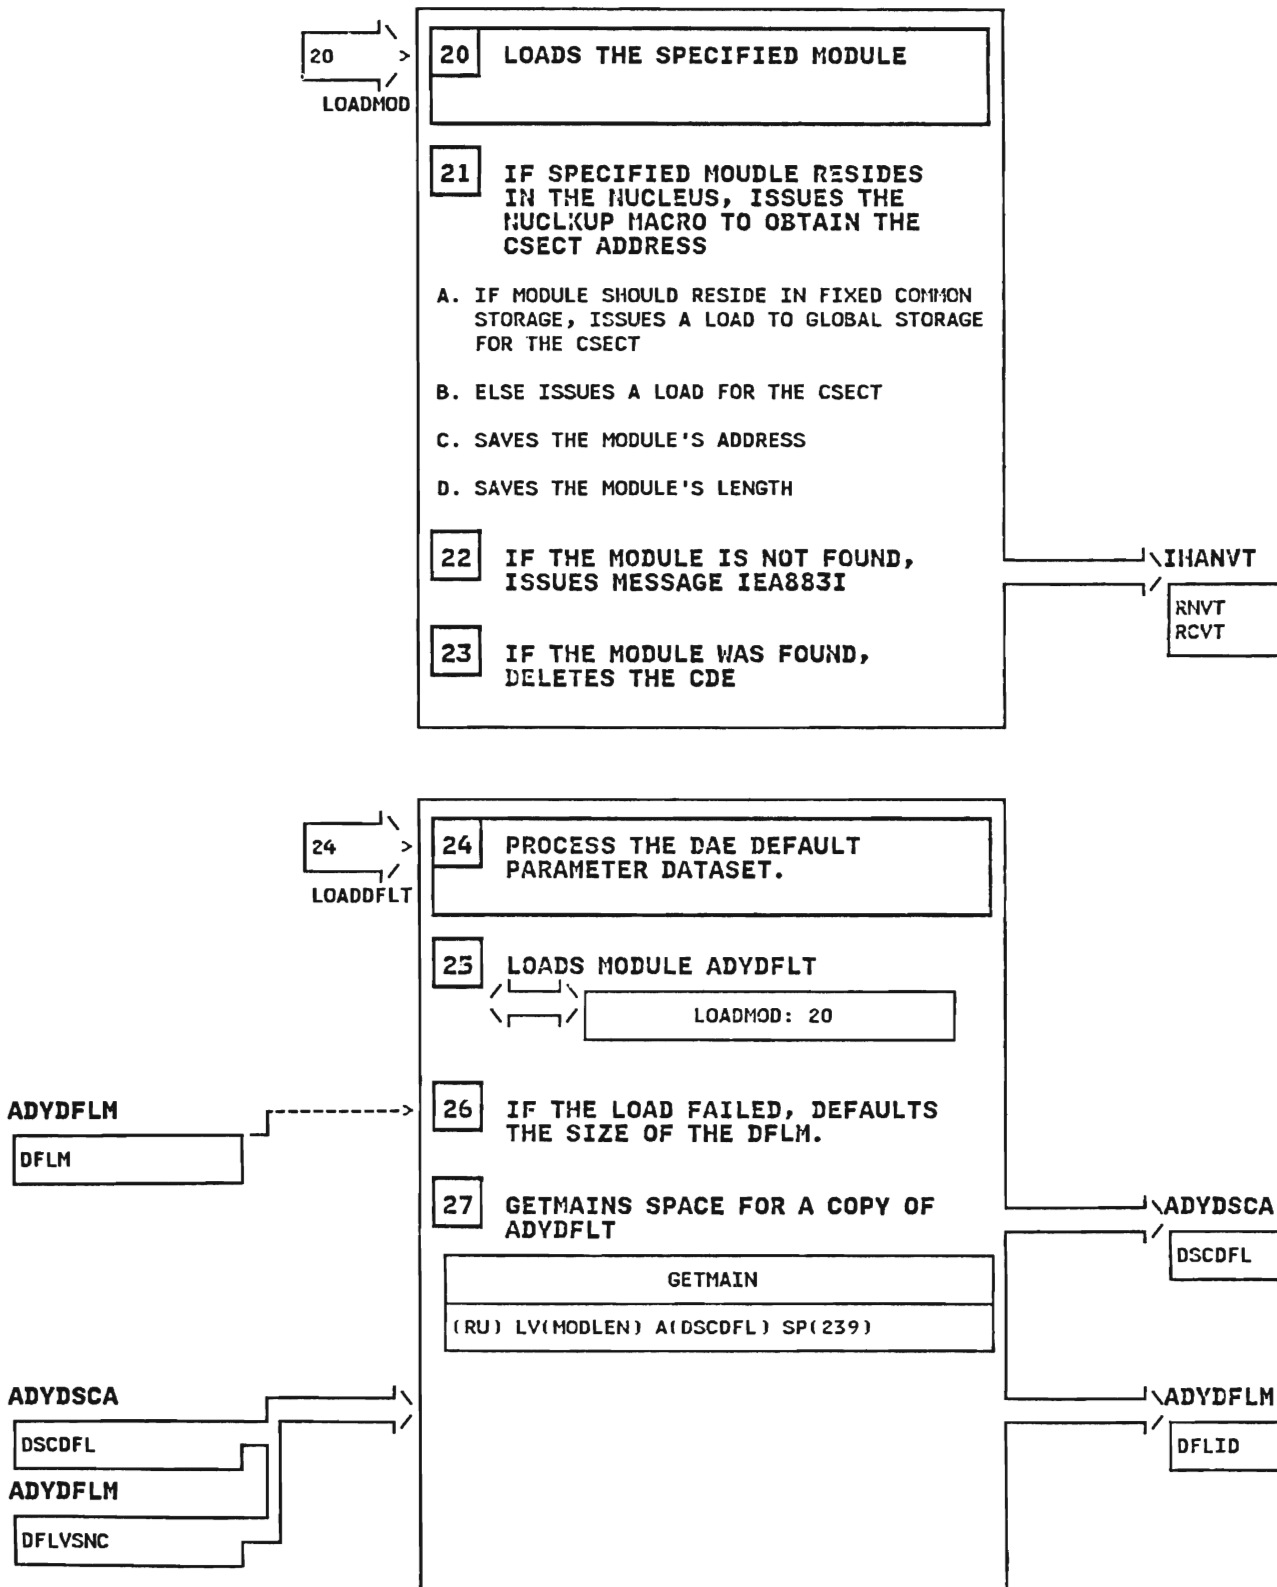 20
LOADMOD
20 LOADS THE SPECIFIED MODULE
21 IF SPECIFIED MOUDLE RESIDES
IN THE NUCLEUS, ISSUES THE
NUCLKUP MACRO TO OBTAIN THE
CSECT ADDRESS
A. IF MODULE SHOULD RESIDE IN FIXED COMMON
STORAGE, ISSUES A LOAD TO GLOBAL STORAGE
FOR THE CSECT
B. ELSE ISSUES A LOAD FOR THE CSECT
C. SAVES THE MODULE'S ADDRESS
D. SAVES THE MODULE'S LENGTH
22 IF THE MODULE IS NOT FOUND,
ISSUES MESSAGE IEA883I
IHANVT
RNVT
RCVT
23 IF THE MODULE WAS FOUND,
DELETES THE CDE
24
LOADDFLT
24 PROCESS THE DAE DEFAULT
PARAMETER DATASET.
25 LOADS MODULE ADYDFLT
LOADMOD: 20
ADYDFLM
DFLM
26 IF THE LOAD FAILED, DEFAULTS
THE SIZE OF THE DFLM.
27 GETMAINS SPACE FOR A COPY OF
ADYDFLT
ADYDSCA
DSCDFL
GETMAIN
(RU) LV(MODLEN) A(DSCDFL) SP(239)
ADYDSCA
DSCDFL
ADYDFLM
DFLVSNC
ADYDFLM
DFLID